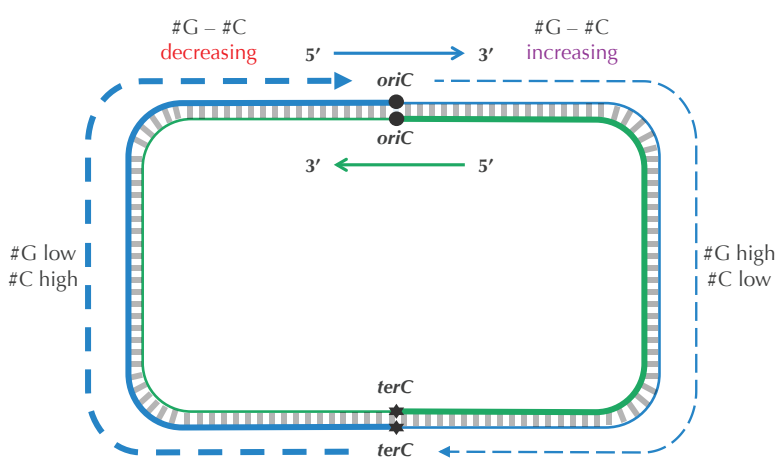 #G – #C
decreasing
#G – #C
increasing
5′
3′
oriC
oriC
3′
5′
#G low
#C high
#G high
#C low
terC
terC